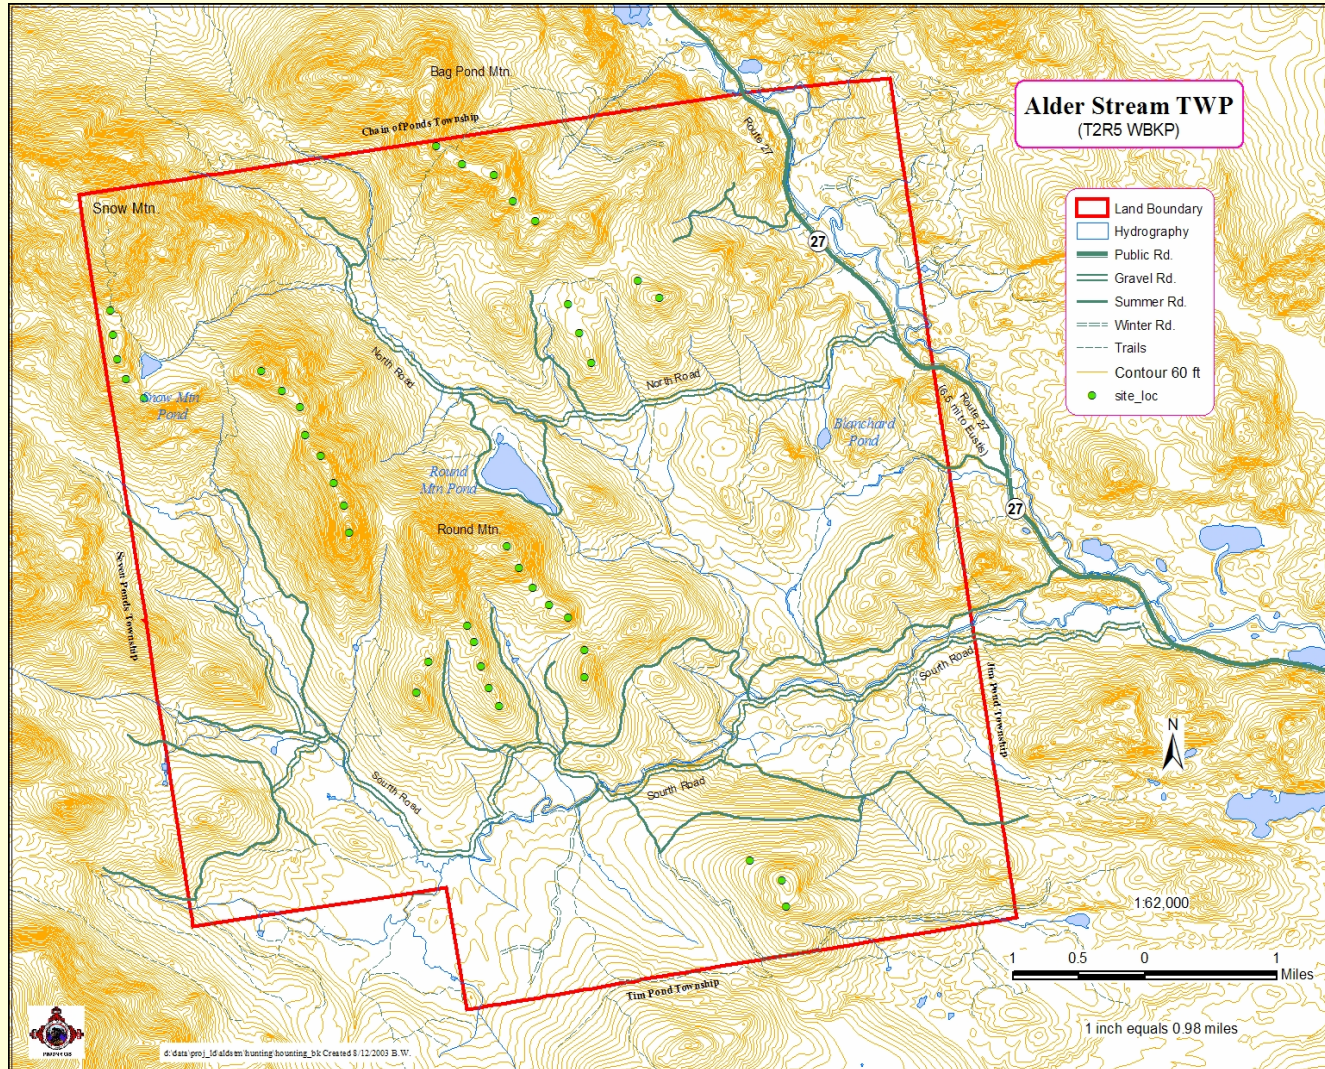 Bag Pond Mtn.
Chain of Ponds Township
Route 27
Alder Stream TWP
(T2R5 WBKP)
Snow Mtn.
Land Boundary
Hydrography
Public Rd.
Gravel Rd.
Summer Rd.
Winter Rd.
Trails
Contour 60 ft
site_loc
27
North Road
North Road
Snow Mtn
Pond
Route 27
(6.5 mi to Eustis)
Blanchard
Pond
Round
Mtn Pond
Round Mtn.
27
Seven Ponds Township
South Road
Jim Pond Township
N
South Road
South Road
1:62,000
1 0.5 0 1
Miles
Tim Pond Township
1 inch equals 0.98 miles